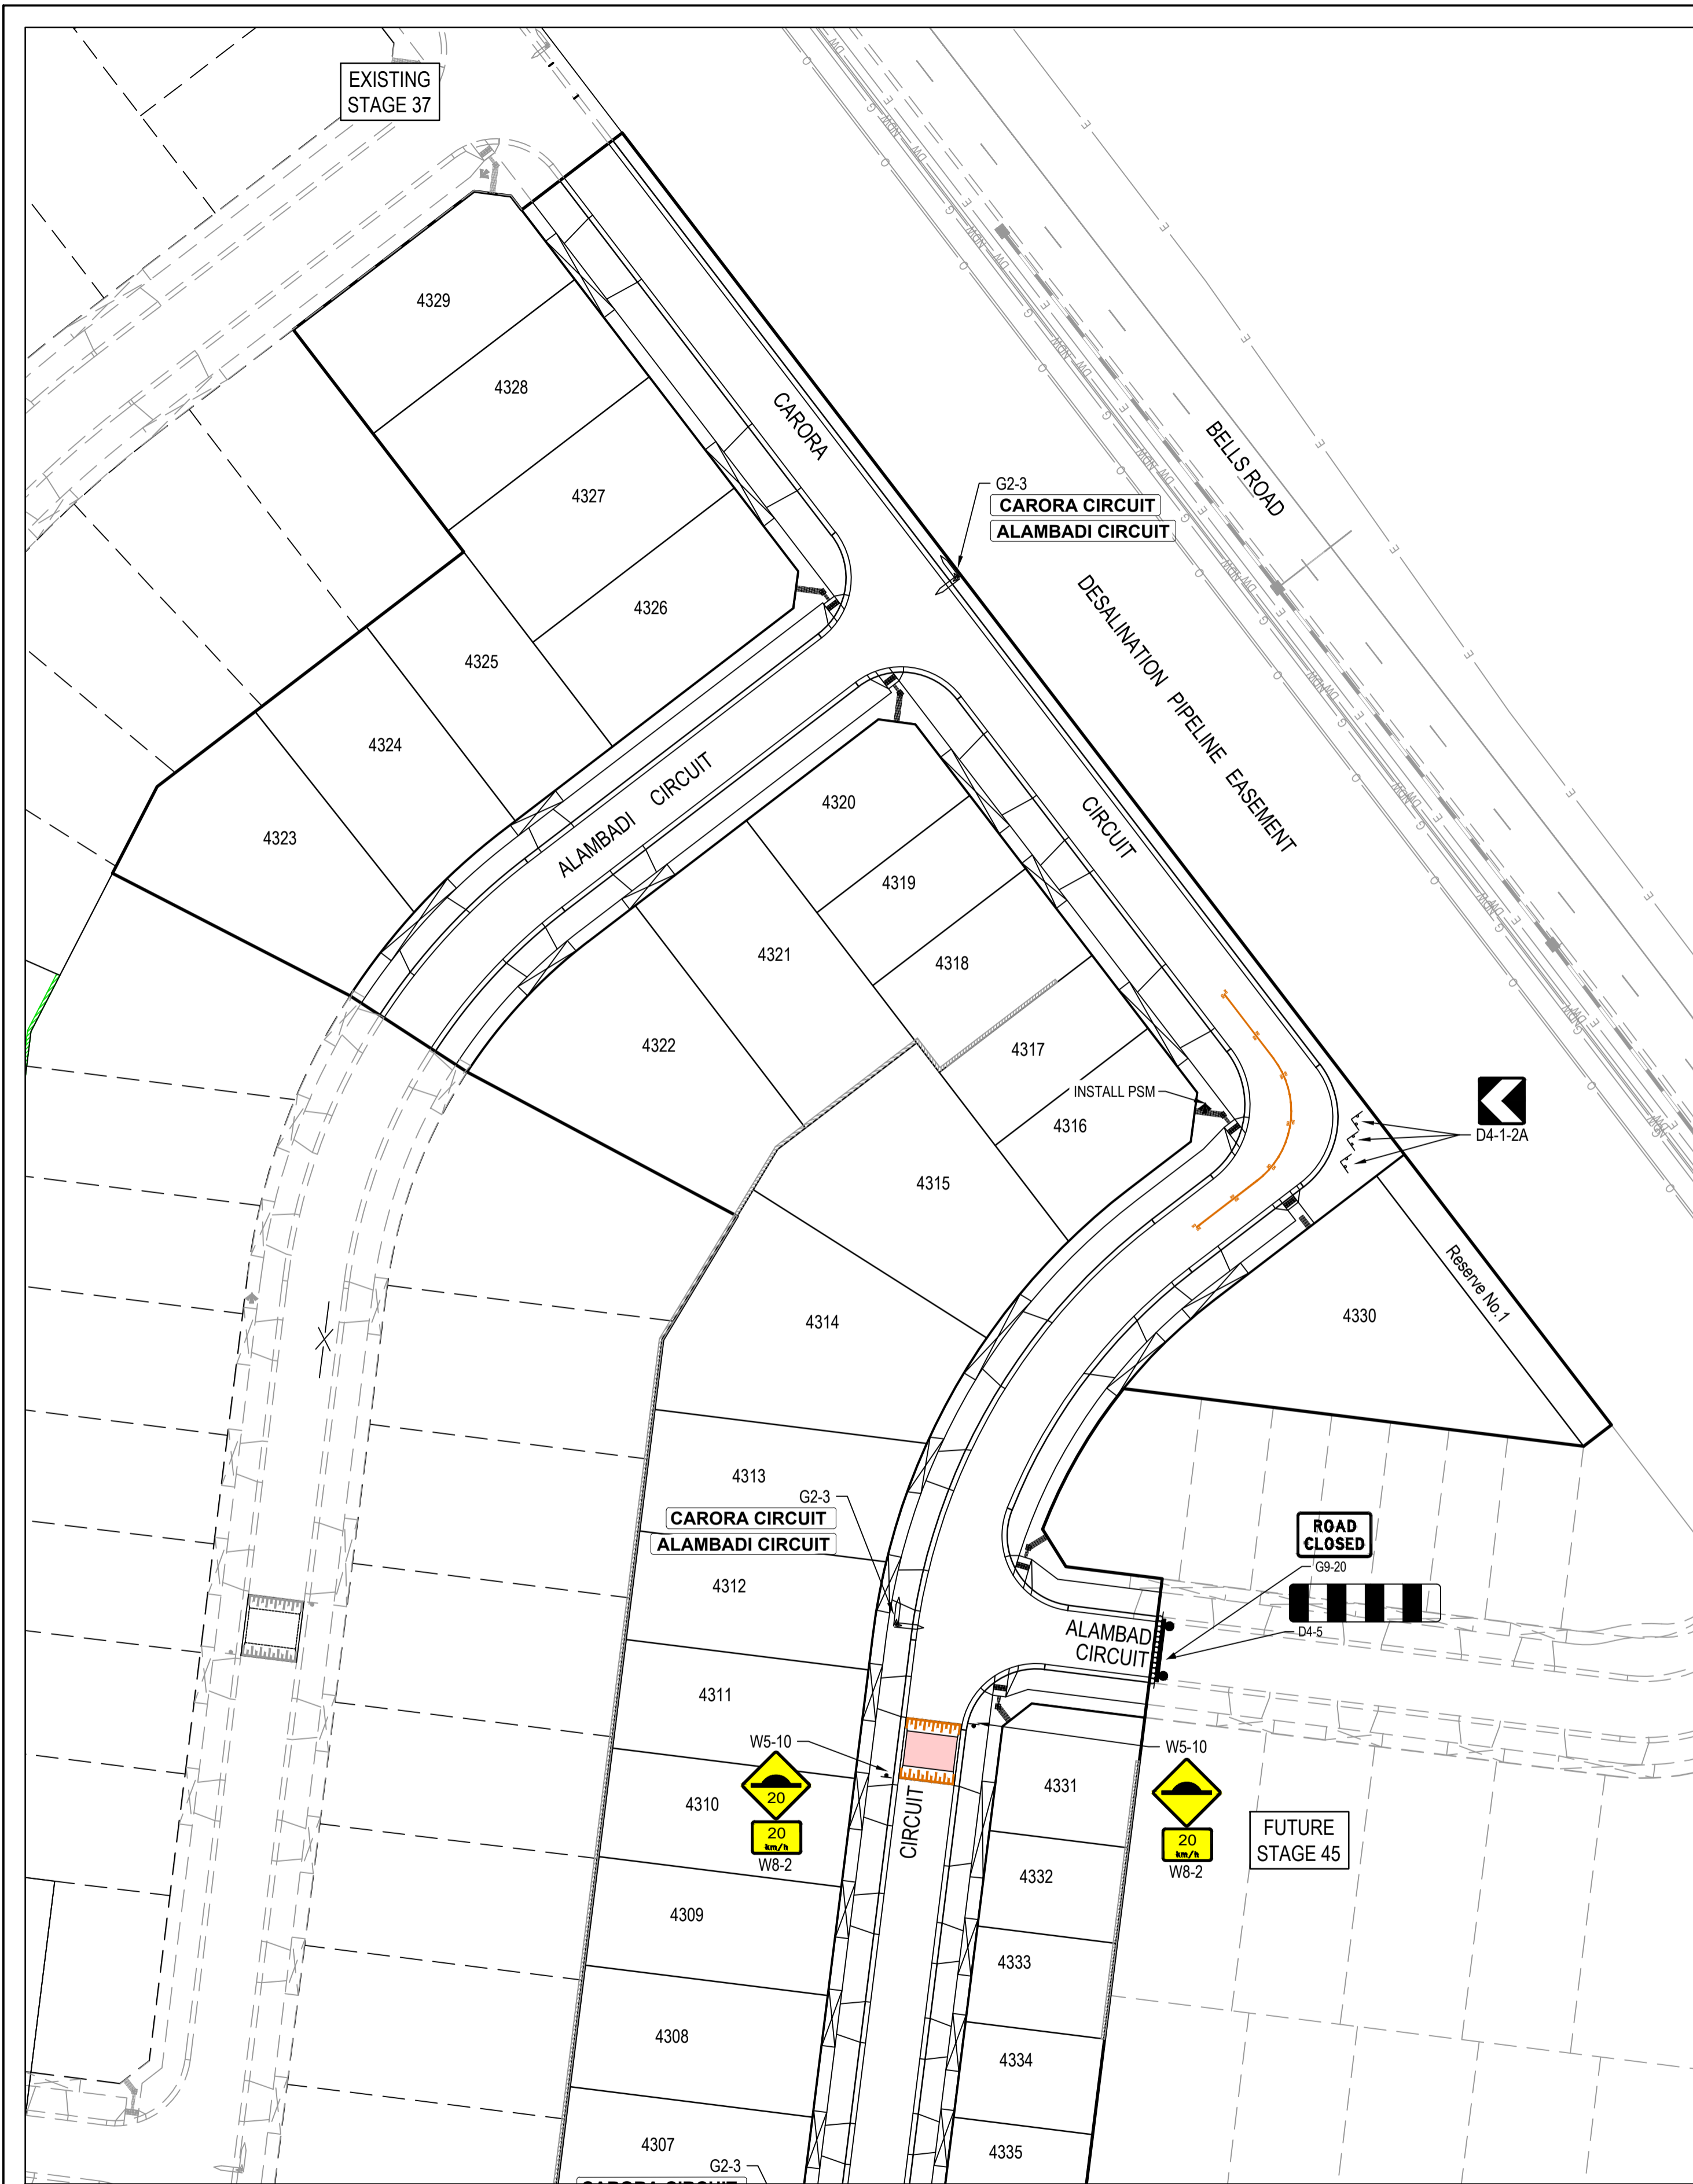 EXISTING
STAGE 37
4329
4328
4327
4326
4325
4324
4323
CARORA
G2-3
CARORA CIRCUIT
ALAMBADI CIRCUIT
BELLS ROAD
DESALINATION PIPELINE EASEMENT
ALAMBADI CIRCUIT
CIRCUIT
4320
4319
4318
4321
4322
4317
INSTALL PSM
4316
4315
4314
D4-1-2A
Reserve No.1
4330
4313
G2-3
CARORA CIRCUIT
ALAMBADI CIRCUIT
4312
ROAD
CLOSED
G9-20
D4-5
ALAMBAD
CIRCUIT
4311
W5-10
20
20
km/h
W8-2
4310
CIRCUIT
4331
W5-10
20
km/h
W8-2
FUTURE
STAGE 45
4332
4309
4333
4308
4334
4307
4335
G2-3
CARORA CIRCUIT